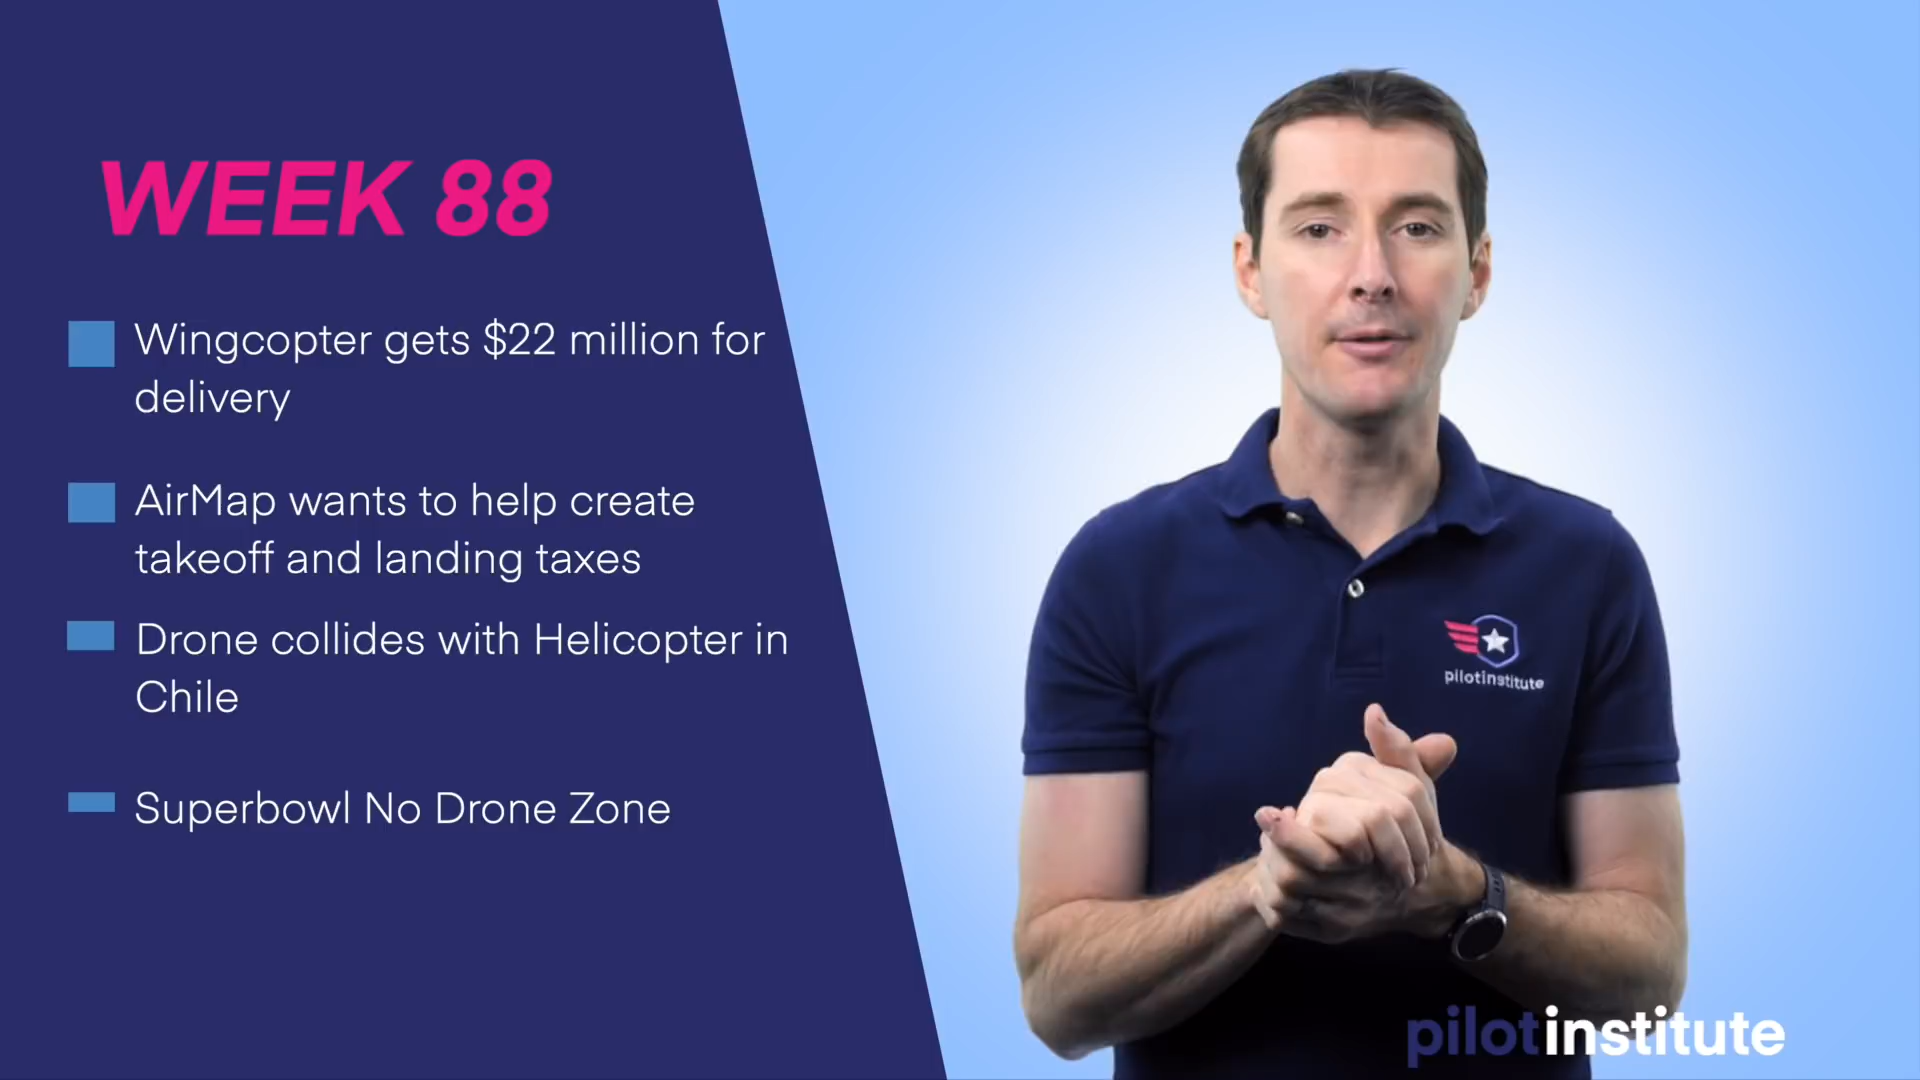 WEEK 88
Wingcopter gets $22 million for
delivery
AirMap wants to help create
takeoff and landing taxes
Drone collides with Helicopter in
Chile
Superbowl No Drone Zone
pilotinstitute
pilotinstitute